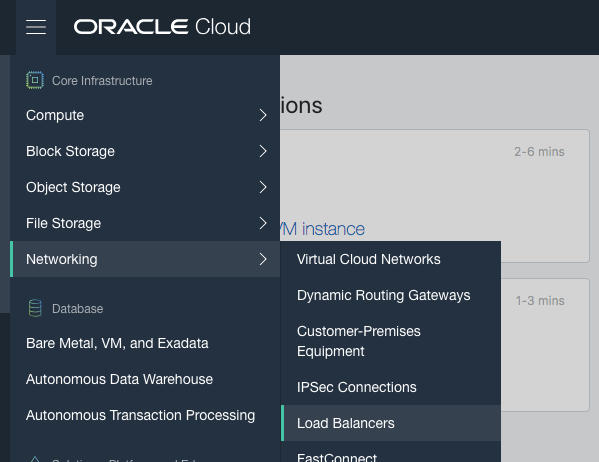 ORACLE Cloud
Core Infrastructure
Compute
Block Storage
Object Storage
File Storage
Networking
Database
Bare Metal, VM, and Exadata
Autonomous Data Warehouse
Autonomous Transaction Processing
ions
2-6 mins
VM instance
1-3 mins
Virtual Cloud Networks
Dynamic Routing Gateways
Customer-Premises
Equipment
IPSec Connections
Load Balancers
FastConnect